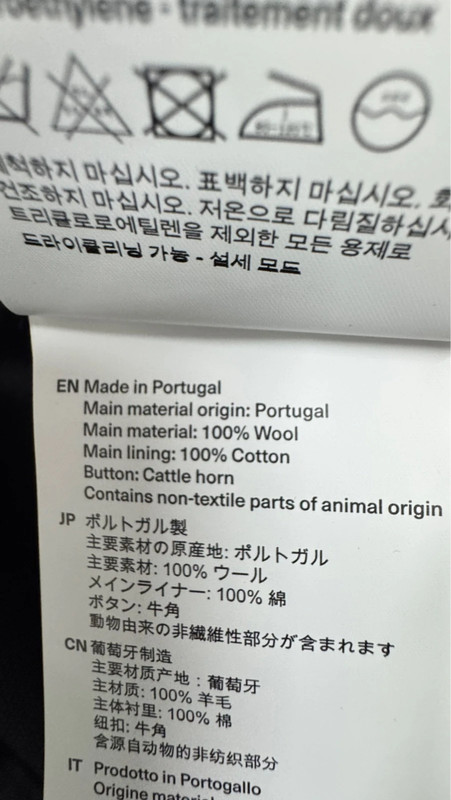 traitement doux
하지 마십시오. 표백하지 마십시오.
건조하지 마십시오. 저온으로 다림질하십시
트리클로로에틸렌을 제외한 모든 용제로
드라이클리닝 가능 - 섬세 모드
EN Made in Portugal
Main material origin: Portugal
Main material: 100% Wool
Main lining: 100% Cotton
Button: Cattle horn
Contains non-textile parts of animal origin
JP ポルトガル製
主要素材の原産地: ポルトガル
主要素材: 100% ウール
メインライナー: 100% 綿
ボタン: 牛角
動物由来の非繊維性部分が含まれます
CN 葡萄牙制造
主要材质产地：葡萄牙
主材质: 100% 羊毛
主体衬里: 100% 棉
纽扣: 牛角
含源自动物的非纺织部分
IT Prodotto in Portogallo
Origine